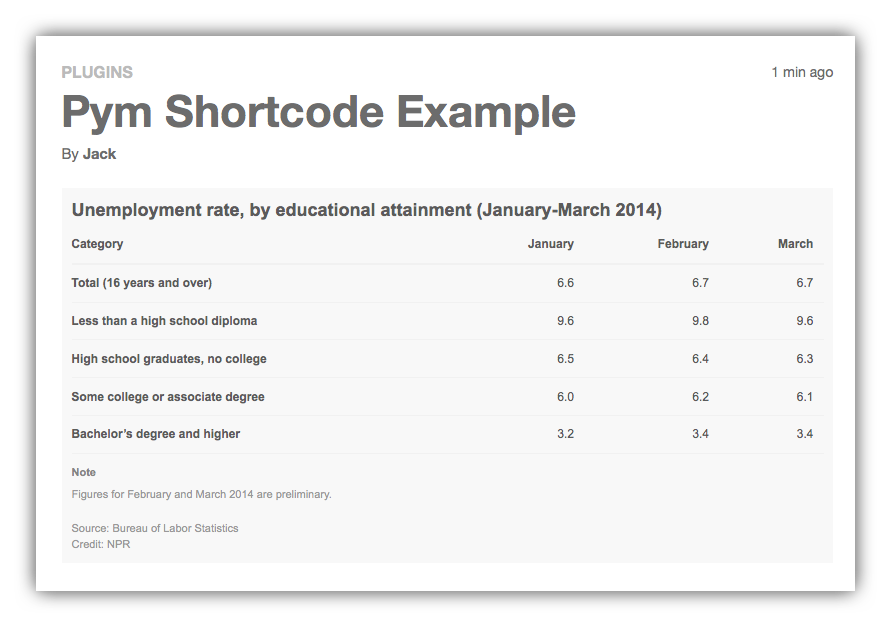 PLUGINS 1 min ago
Pym Shortcode Example
By Jack
Unemployment rate, by educational attainment (January-March 2014)
Category January February March
Total (16 years and over) 6.6 6.7 6.7
Less than a high school diploma 9.6 9.8 9.6
High school graduates, no college 6.5 6.4 6.3
Some college or associate degree 6.0 6.2 6.1
Bachelor’s degree and higher 3.2 3.4 3.4
Note
Figures for February and March 2014 are preliminary.
Source: Bureau of Labor Statistics
Credit: NPR